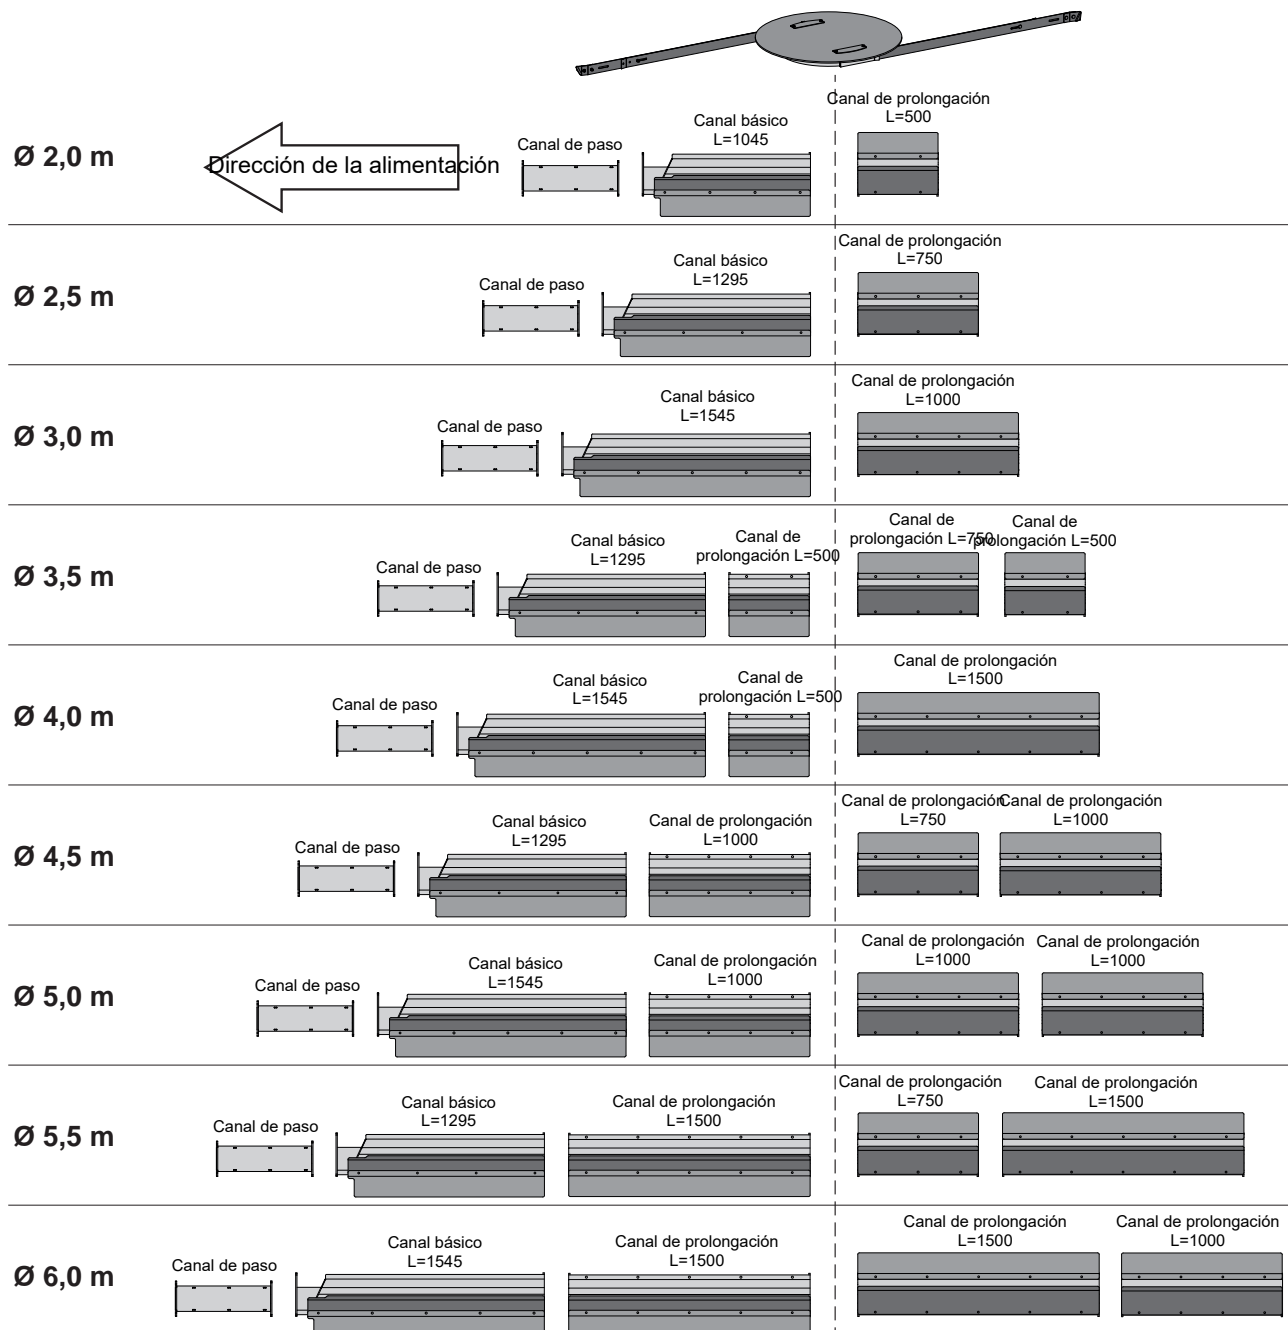 Canal de prolongación
L=500
Canal básico
L=1045
Canal de paso
Ø 2,0 m
Dirección de la alimentación
Canal de prolongación
L=750
Canal básico
L=1295
Canal de paso
Ø 2,5 m
Canal de prolongación
L=1000
Canal básico
L=1545
Canal de paso
Ø 3,0 m
Canal de
prolongación L=750
Canal de
prolongación L=500
Canal básico
L=1295
Canal de
prolongación L=500
Canal de paso
Ø 3,5 m
Canal de prolongación
L=1500
Canal básico
L=1545
Canal de
prolongación L=500
Canal de paso
Ø 4,0 m
Canal de prolongación
L=750
Canal de prolongación
L=1000
Canal básico
L=1295
Canal de prolongación
L=1000
Canal de paso
Ø 4,5 m
Canal de prolongación
L=1000
Canal de prolongación
L=1000
Canal básico
L=1545
Canal de prolongación
L=1000
Canal de paso
Ø 5,0 m
Canal de prolongación
L=750
Canal de prolongación
L=1500
Canal básico
L=1295
Canal de prolongación
L=1500
Canal de paso
Ø 5,5 m
Canal de prolongación
L=1500
Canal de prolongación
L=1000
Canal básico
L=1545
Canal de prolongación
L=1500
Canal de paso
Ø 6,0 m